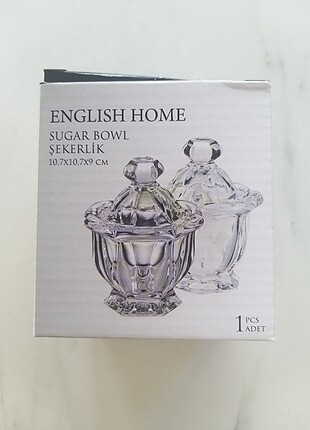 ENGLISH HOME
SUGAR BOWL
ŞEKERLİK
10.7X10.7X9 CM
1 PCS
ADET